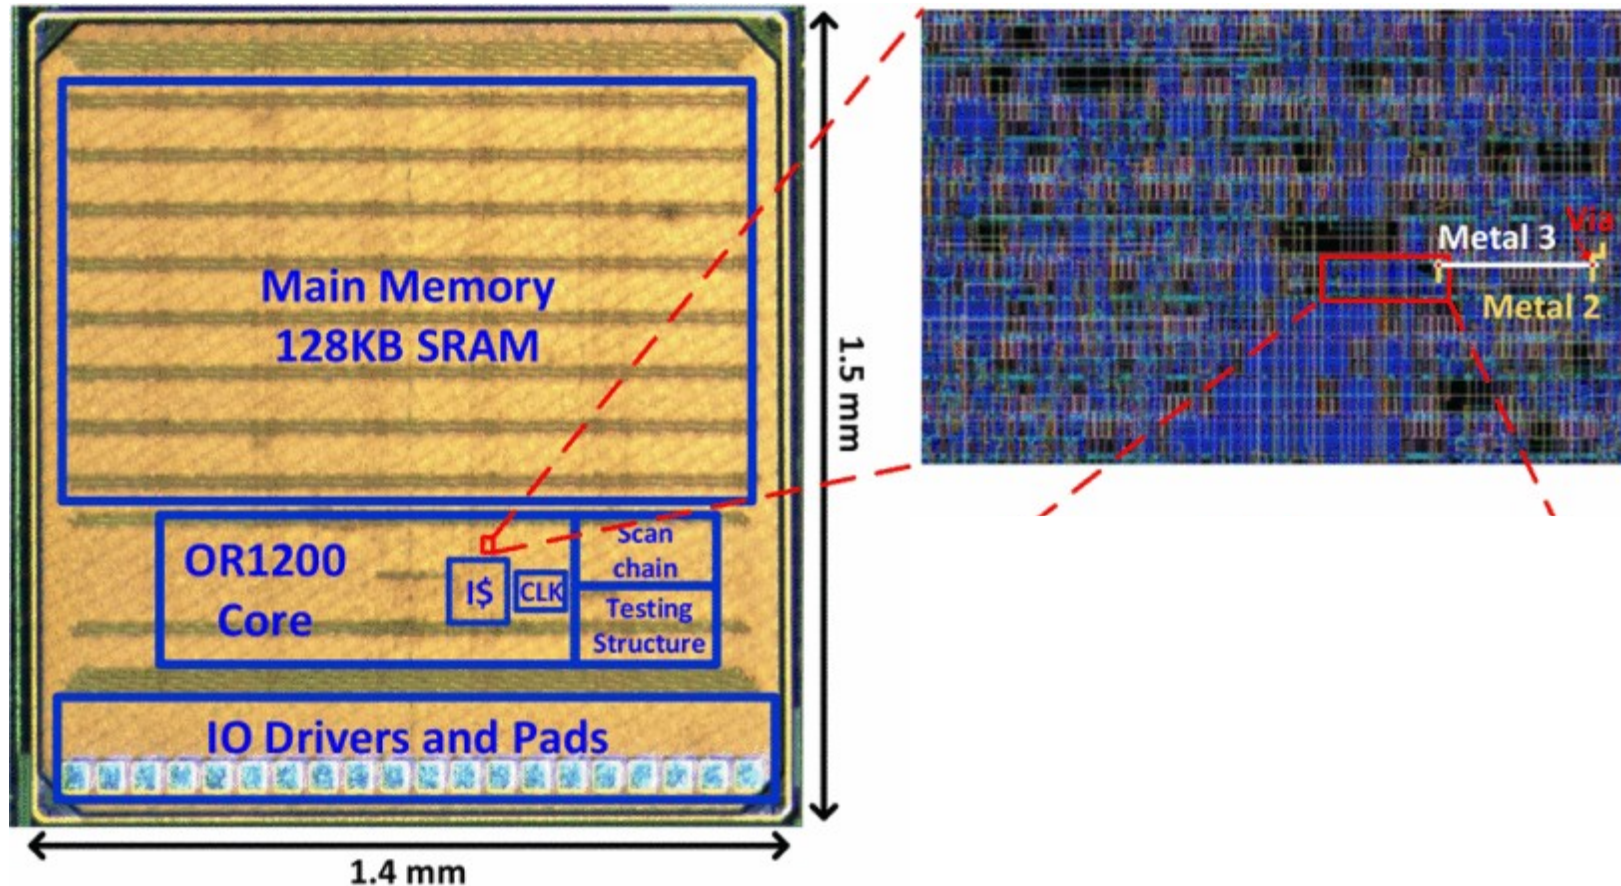 Main Memory
128KB SRAM
OR1200
Core
I$
CLK
Scan
chain
Testing
Structure
IO Drivers and Pads
1.5 mm
1.4 mm
Metal 3
Via
Metal 2